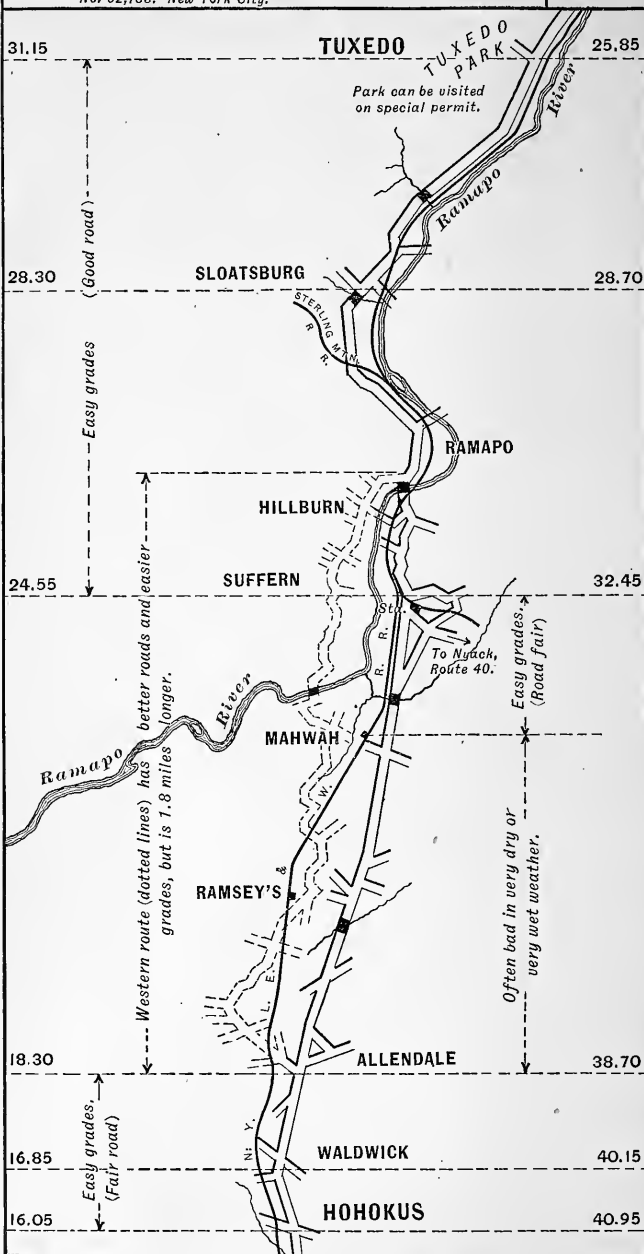 No. 62,188. New York City.
31.15
TUXEDO
TUXEDO
PARK
25.85
Park can be visited
on special permit.
River
Ramapo
(Good road)
SLOATSBURG
28.30
28.70
STERLING MTN.
R. R.
Easy grades
RAMAPO
HILLBURN
SUFFERN
24.55
32.45
Sta.
To Nyack,
Route 40.
Easy grades.
(Road fair)
MAHWAH
Ramapo River
Western route (dotted lines) has better roads and easier
grades, but is 1.8 miles longer.
RAMSEY'S
Often bad in very dry or
very wet weather.
N. Y. L. E. & W. R. R.
18.30
ALLENDALE
38.70
Easy grades,
(Fair road)
16.85
WALDWICK
40.15
HOHOKUS
16.05
40.95